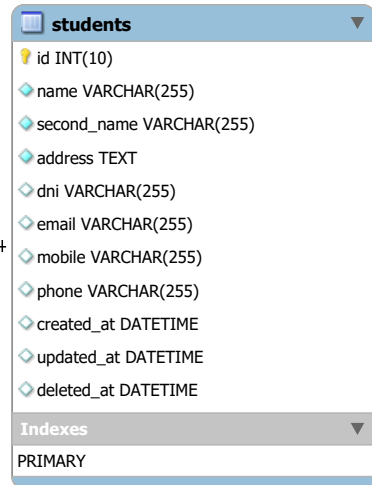 students
id INT(10)
name VARCHAR(255)
second_name VARCHAR(255)
address TEXT
dni VARCHAR(255)
email VARCHAR(255)
mobile VARCHAR(255)
phone VARCHAR(255)
created_at DATETIME
updated_at DATETIME
deleted_at DATETIME
Indexes
PRIMARY